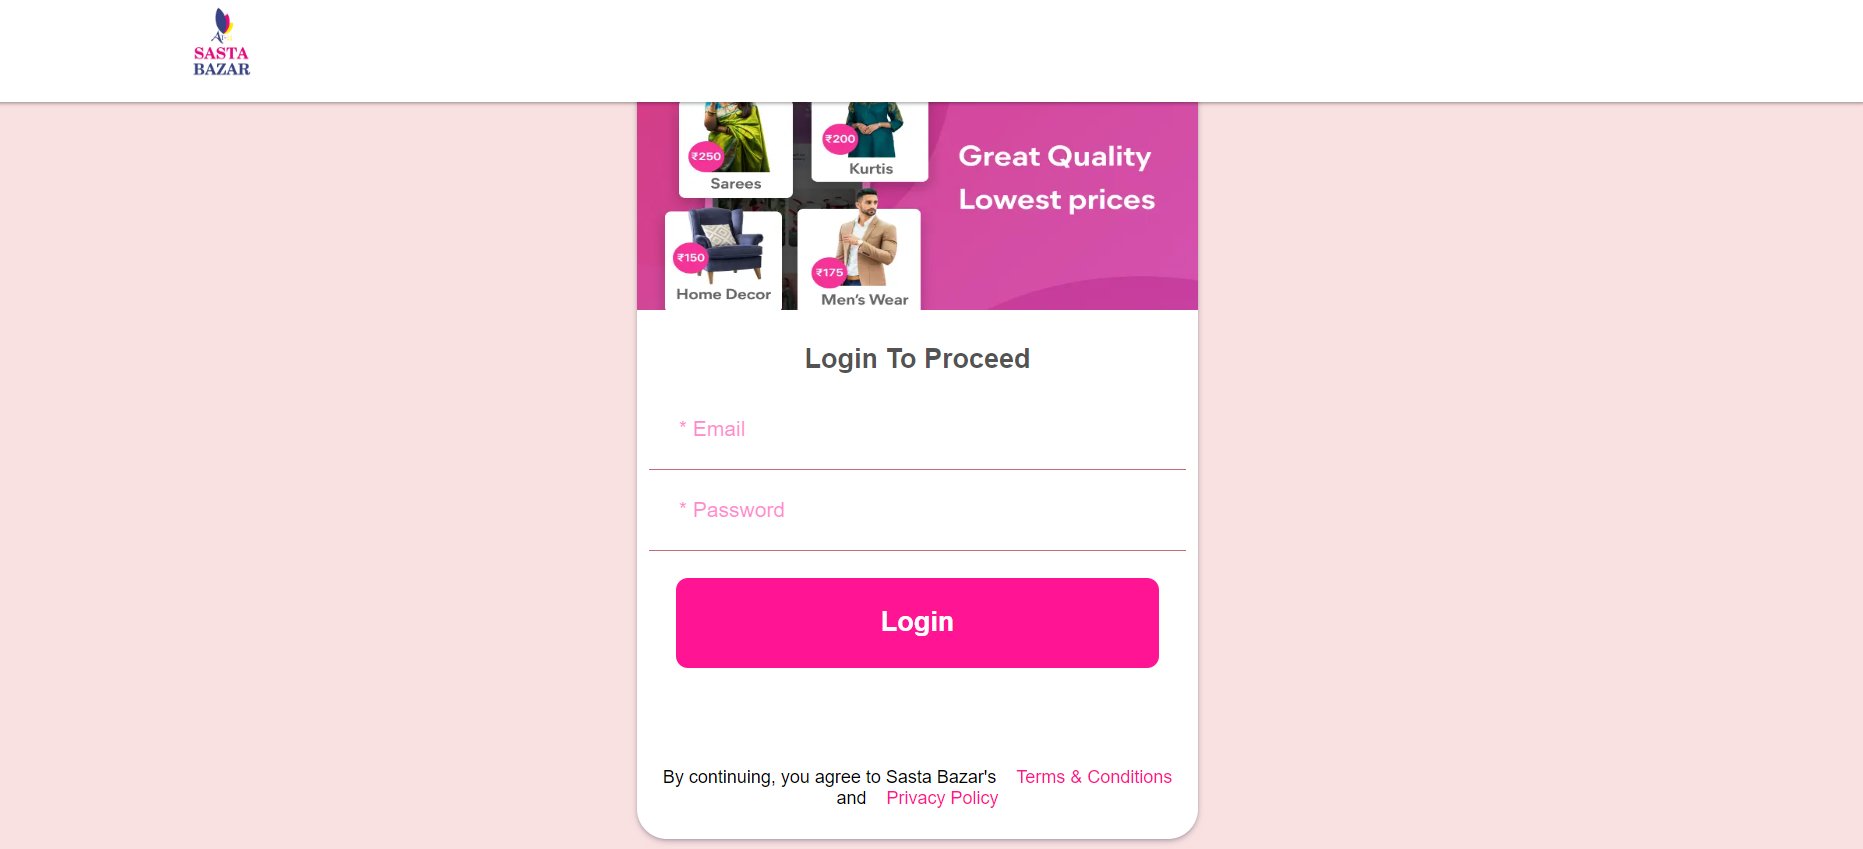 SASTA
BAZAR
₹250
Sarees
₹200
Kurtis
Great Quality
Lowest prices
₹150
Home Decor
₹175
Men's Wear
Login To Proceed
* Email
* Password
Login
By continuing, you agree to Sasta Bazar's Terms & Conditions
and Privacy Policy